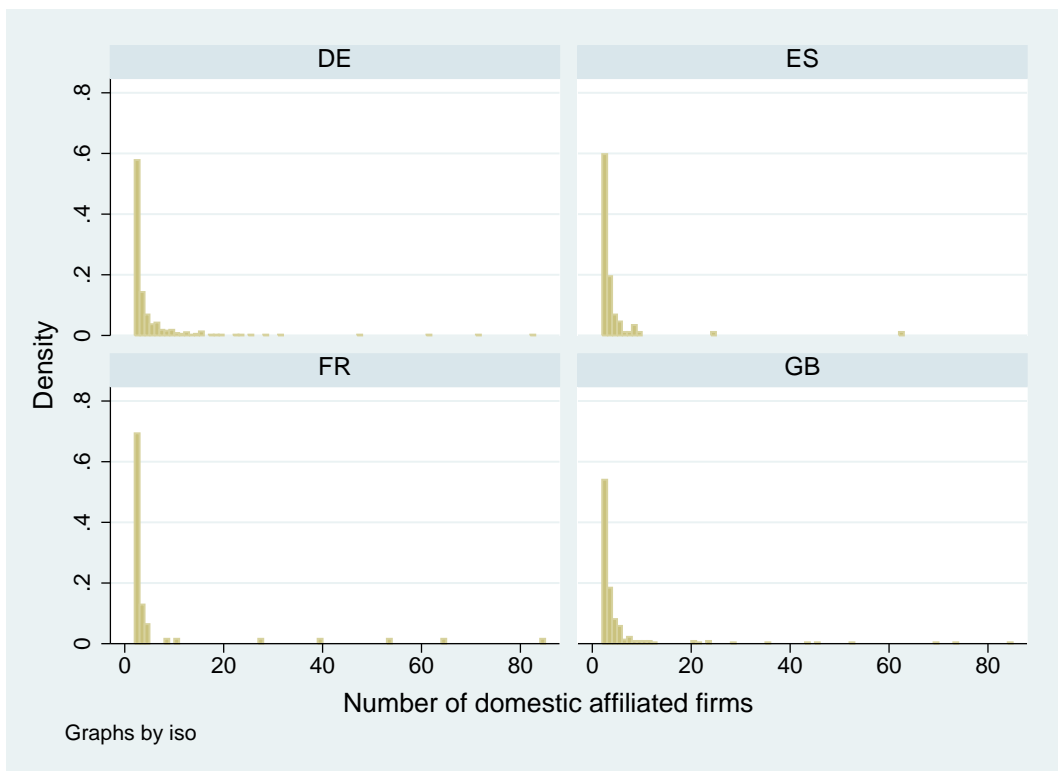 DE
ES
.8
.6
.4
.2
0
FR
GB
.8
.6
.4
.2
0
0 20 40 60 80
0 20 40 60 80
Density
Number of domestic affiliated firms
Graphs by iso